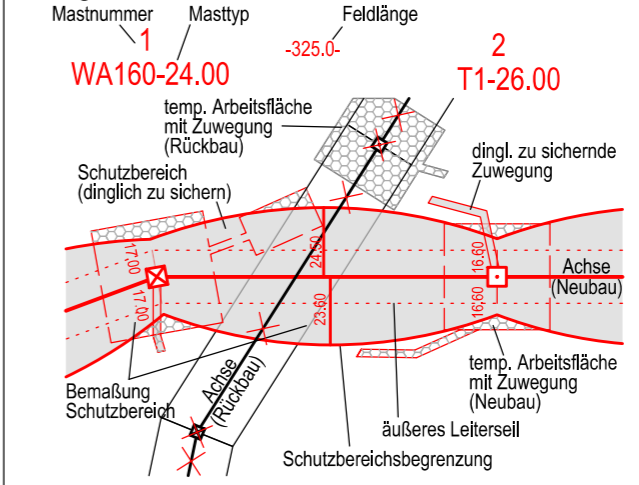 Mastnummer Masttyp Feldlänge
1
-325.0-
2
WA160-24.00
T1-26.00
temp. Arbeitsfläche
mit Zuwegung
(Rückbau)
dingl. zu sichernde
Zuwegung
Schutzbereich
(dinglich zu sichern)
17.00
24.50
16.60
Achse
(Neubau)
17.00
23.60
16.60
Achse
(Rückbau)
Bemaßung
Schutzbereich
temp. Arbeitsfläche
mit Zuwegung
(Neubau)
äußeres Leiterseil
Schutzbereichsbegrenzung